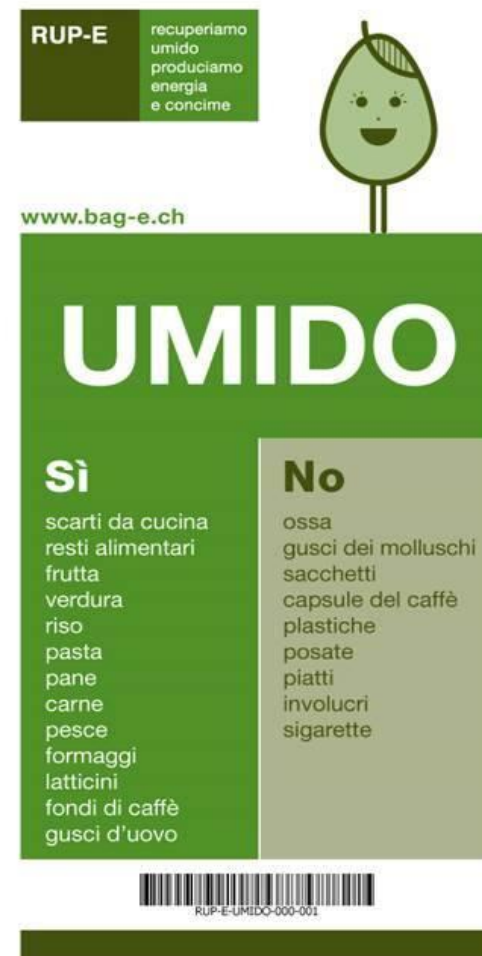 RUP-E
recuperiamo
umido
produciamo
energia
e concime
www.bag-e.ch
UMIDO
Sì
scarti da cucina
resti alimentari
frutta
verdura
riso
pasta
pane
carne
pesce
formaggi
latticini
fondi di caffè
gusci d'uovo
No
ossa
gusci dei molluschi
sacchetti
capsule del caffè
plastiche
posate
piatti
involucri
sigarette
RUP-E-UMIDO-000-001